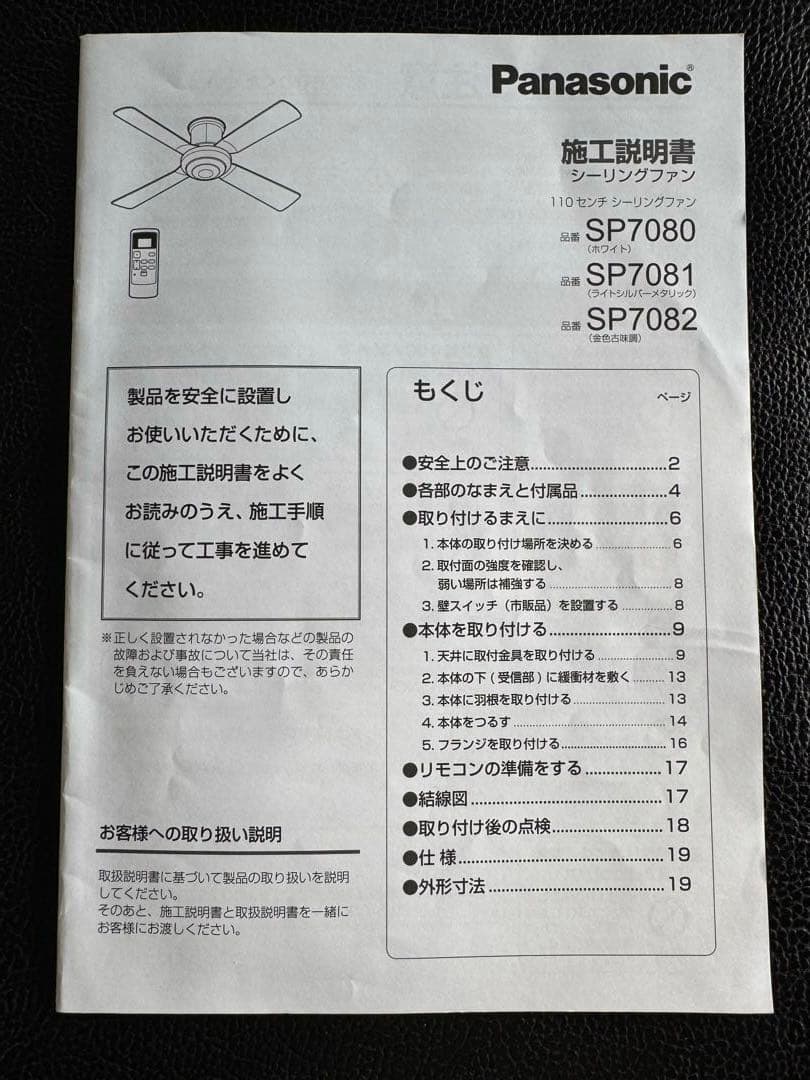 Panasonic®
施工説明書
シーリングファン
110センチ シーリングファン
品番 SP7080
(ホワイト)
品番 SP7081
(ライトシルバーメタリック)
品番 SP7082
(金色古味調)
製品を安全に設置し
お使いいただくために、
この施工説明書をよく
お読みのうえ、施工手順
に従って工事を進めて
ください。
※正しく設置されなかった場合などの製品の
故障および事故について当社は、その責任
を負えない場合もございますので、あらか
じめご了承ください。
お客様への取り扱い説明
取扱説明書に基づいて製品の取り扱いを説明
してください。
そのあと、施工説明書と取扱説明書を一緒に
お客様にお渡しください。
もくじ ページ
●安全上のご注意 2
●各部のなまえと付属品 4
●取り付けるまえに 6
1. 本体の取り付け場所を決める 6
2. 取付面の強度を確認し、
弱い場所は補強する 8
3. 壁スイッチ（市販品）を設置する 8
●本体を取り付ける 9
1. 天井に取付金具を取り付ける 9
2. 本体の下 ( 受信部 ) に緩衝材を敷く 13
3. 本体に羽根を取り付ける 13
4. 本体をつるす 14
5. フランジを取り付ける 16
●リモコンの準備をする 17
●結線図 17
●取り付け後の点検 18
●仕 様 19
●外形寸法 19